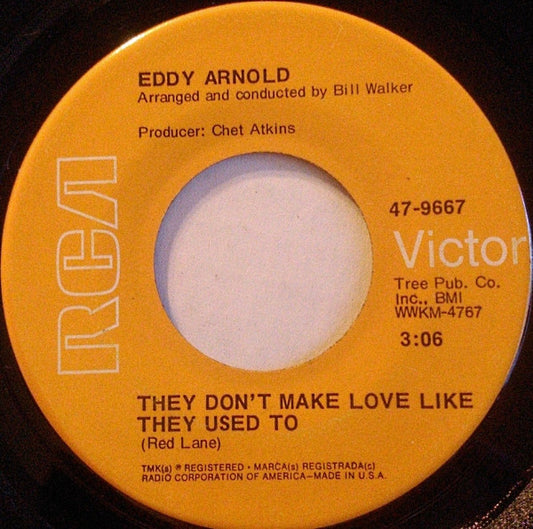 EDDY ARNOLD
Arranged and conducted by Bill Walker
Producer: Chet Atkins
RCA
47-9667
Victor
Tree Pub. Co.
Inc., BMI
WWKM-4767
3:06
THEY DON'T MAKE LOVE LIKE
THEY USED TO
(Red Lane)
TMK(s) ® REGISTERED • MARCA(s) REGISTRADA(c)
RADIO CORPORATION OF AMERICA—MADE IN U.S.A.